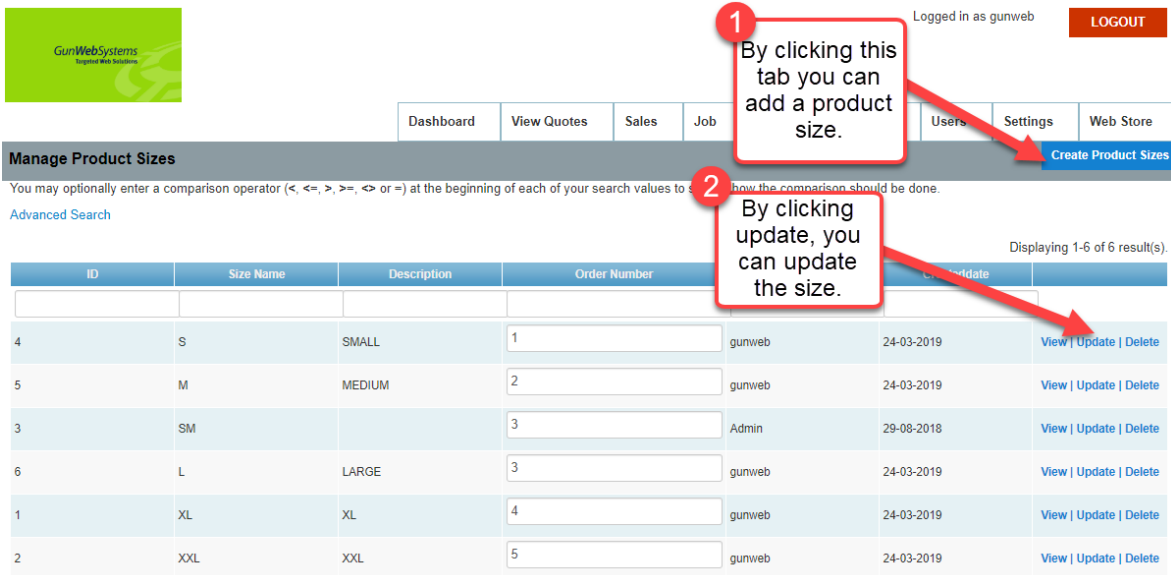 GunWebSystems
Targeted Web Solutions
Logged in as gunweb
LOGOUT
1
By clicking this
tab you can
add a product
size.
Dashboard View Quotes Sales Job Users Settings Web Store
Manage Product Sizes
Create Product Sizes
You may optionally enter a comparison operator (<, <=, >, >=, <> or =) at the beginning of each of your search values to how the comparison should be done.
2
By clicking
update, you
can update
the size.
Advanced Search
Displaying 1-6 of 6 result(s).
ID Size Name Description Order Number
4 S SMALL 1 gunweb 24-03-2019 View | Update | Delete
5 M MEDIUM 2 gunweb 24-03-2019 View | Update | Delete
3 SM 3 Admin 29-08-2018 View | Update | Delete
6 L LARGE 3 gunweb 24-03-2019 View | Update | Delete
1 XL XL 4 gunweb 24-03-2019 View | Update | Delete
2 XXL XXL 5 gunweb 24-03-2019 View | Update | Delete